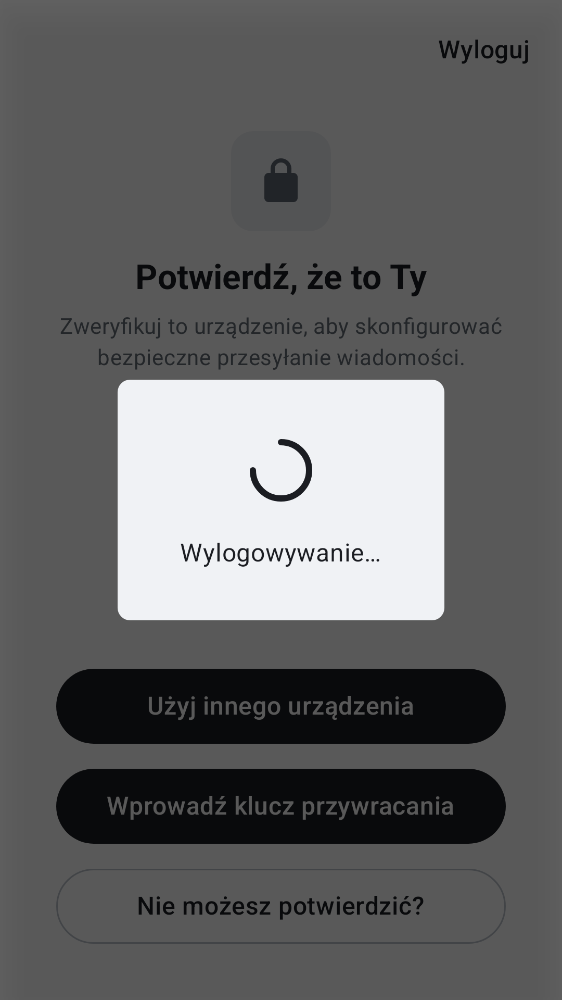 Wyloguj
Potwierdź, że to Ty
Zweryfikuj to urządzenie, aby skonfigurować
bezpieczne przesyłanie wiadomości.
Wylogowywanie…
Użyj innego urządzenia
Wprowadź klucz przywracania
Nie możesz potwierdzić?